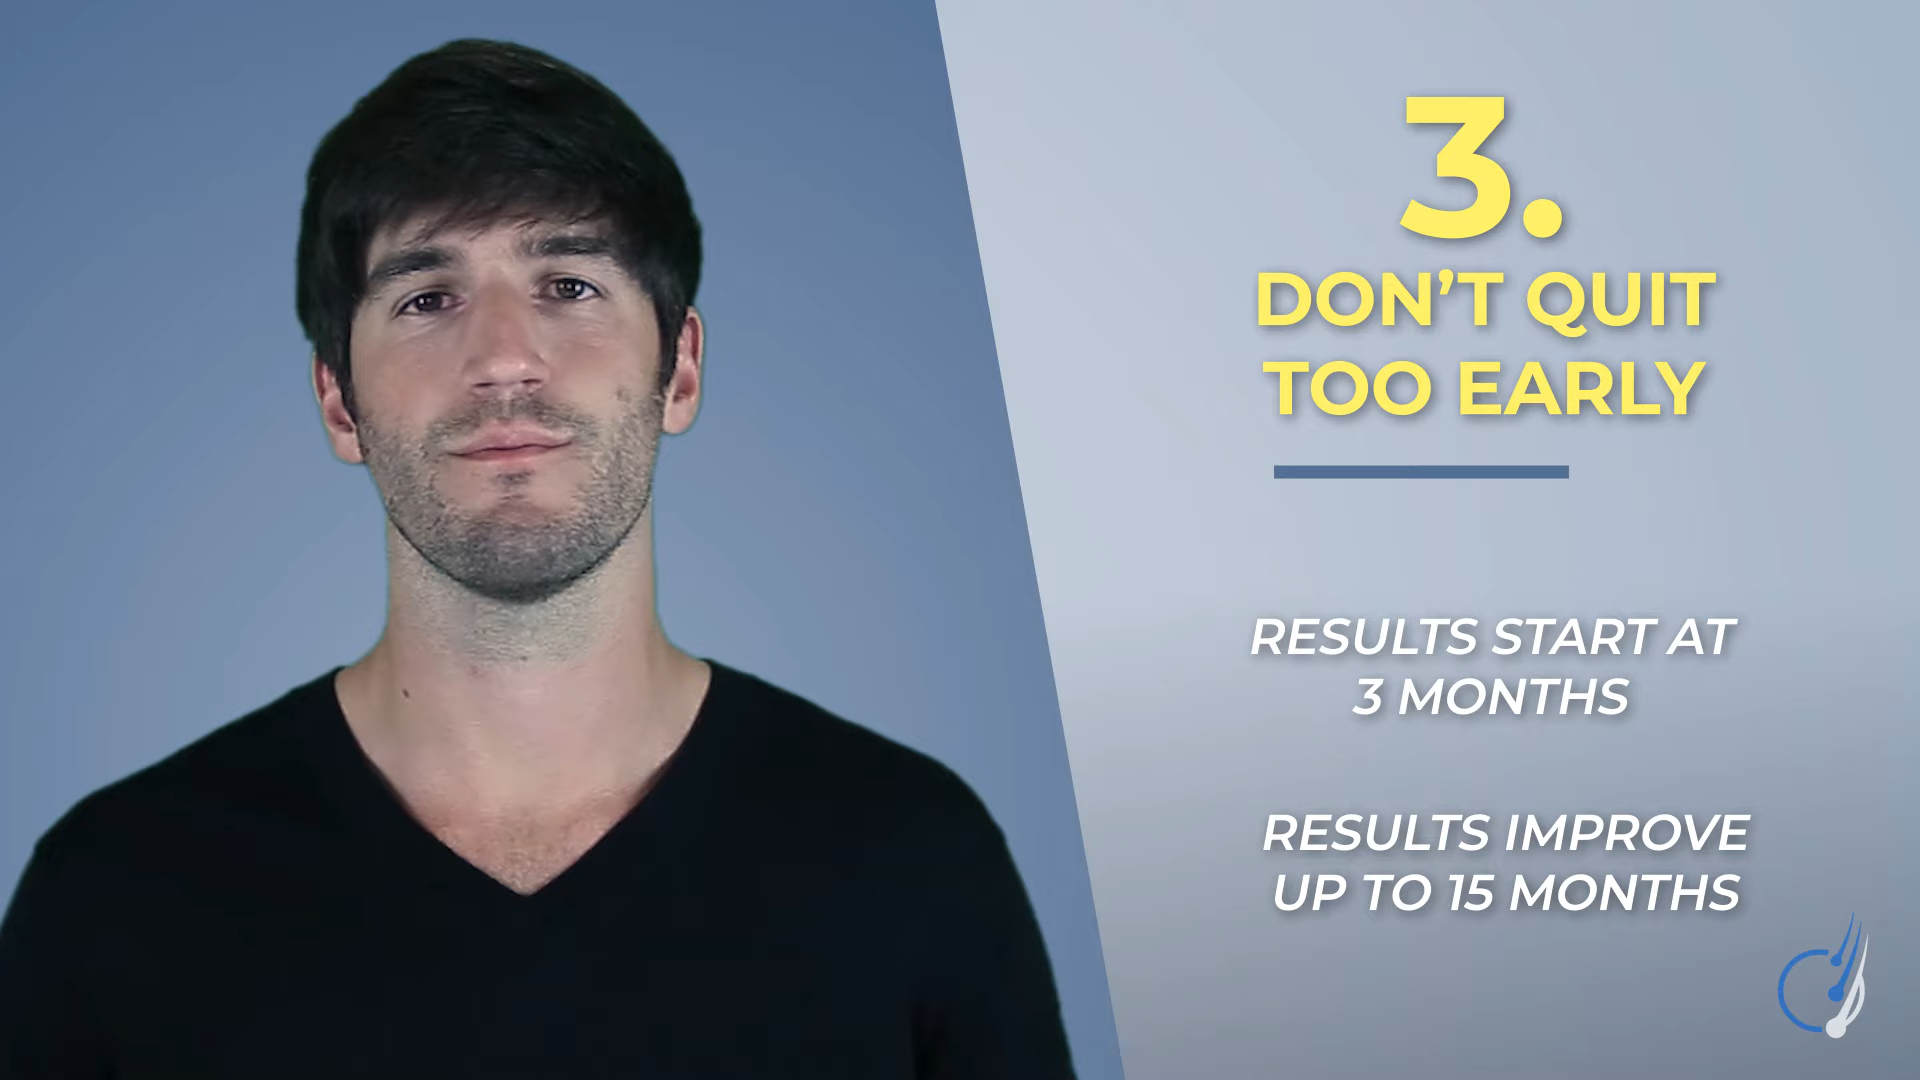 3.
DON’T QUIT
TOO EARLY
RESULTS START AT
3 MONTHS
RESULTS IMPROVE
UP TO 15 MONTHS